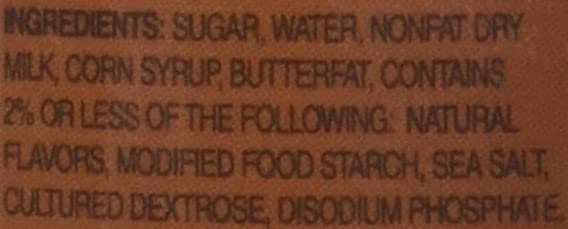 INGREDIENTS: SUGAR, WATER, NONFAT DRY
MILK, CORN SYRUP, BUTTERFAT, CONTAINS
2% OR LESS OF THE FOLLOWING: NATURAL
FLAVORS, MODIFIED FOOD STARCH, SEA SALT,
CULTURED DEXTROSE, DISODIUM PHOSPHATE.